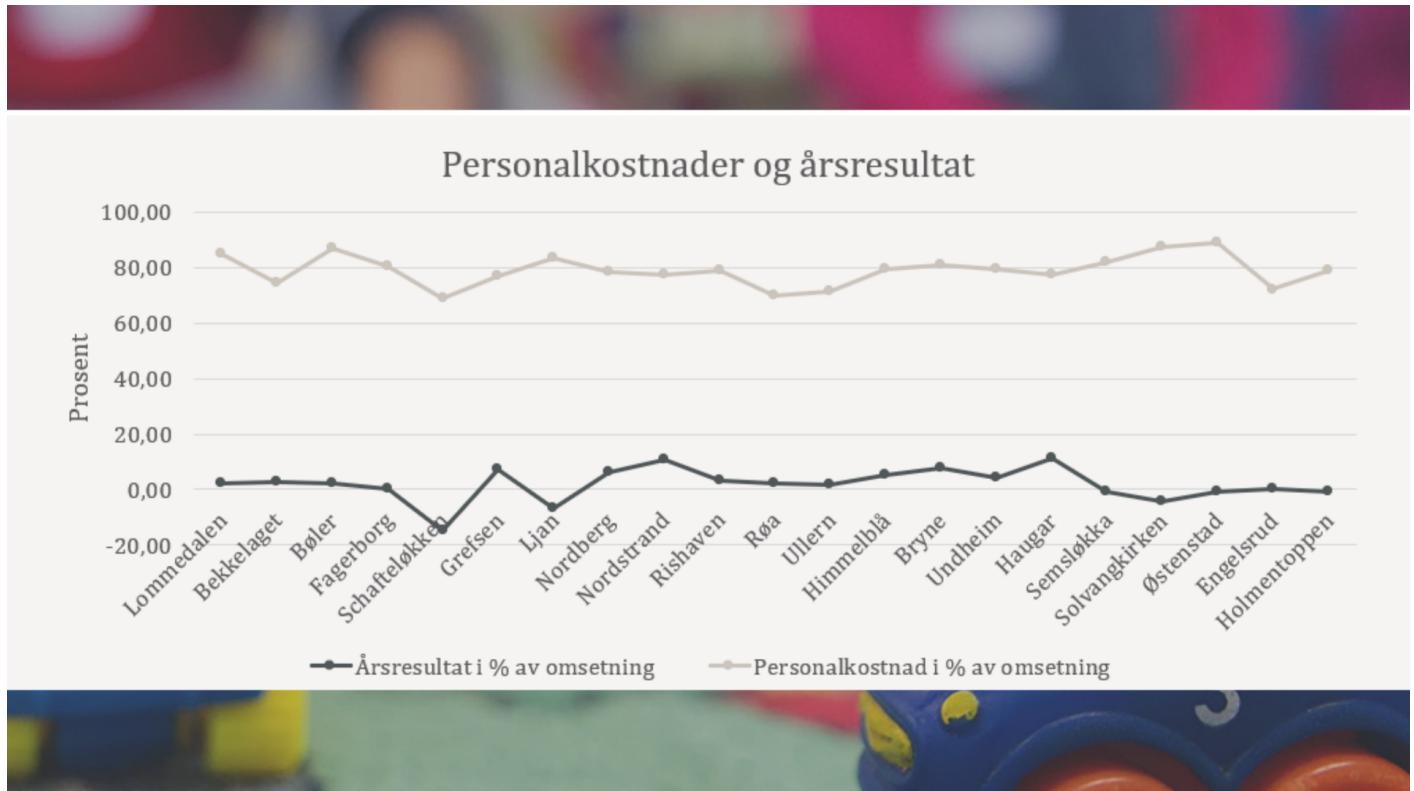 Personalkostnader og årsresultat
100,00
80,00
60,00
40,00
20,00
0,00
-20,00
Prosent
Lommedalen
Bekkelaget
Bøler
Fagerborg
Schafteløkken
Grefsen
Ljan
Nordberg
Nordstrand
Rishaven
Røa
Ullern
Himmelblå
Bryne
Undheim
Haugar
Semsløkka
Solvangkirken
Østenstad
Engelsrud
Holmentoppen
Årsresultat i % av omsetning
Personalkostnad i % av omsetning
3